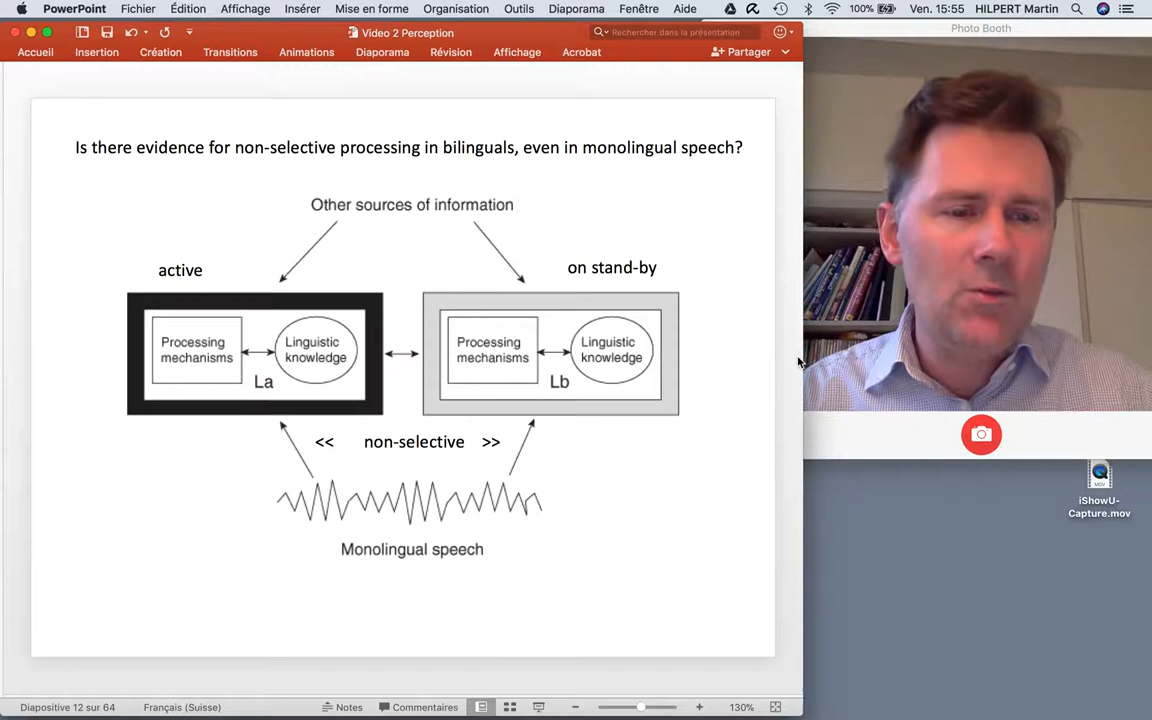 PowerPoint Fichier Édition Affichage Insérer Mise en forme Organisation Outils Diaporama Fenêtre Aide 100% Ven. 15:55 HILPERT Martin
Video 2 Perception
Rechercher dans la présentation
Photo Booth
Accueil Insertion Création Transitions Animations Diaporama Révision Affichage Acrobat Partager
Is there evidence for non-selective processing in bilinguals, even in monolingual speech?
Other sources of information
active
on stand-by
Processing mechanisms
Linguistic knowledge
La
Processing mechanisms
Linguistic knowledge
Lb
<< non-selective >>
Monolingual speech
MOV
iShowU-
Capture.mov
Diapositive 12 sur 64 Français (Suisse) Notes Commentaires 130%